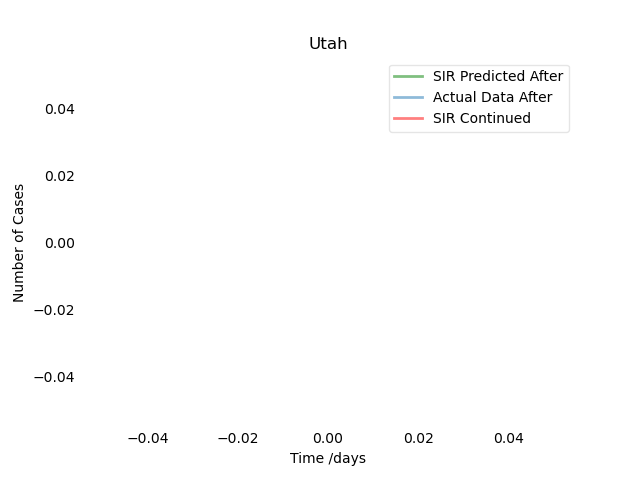 Utah
SIR Predicted After
Actual Data After
SIR Continued
0.04
0.02
0.00
−0.02
−0.04
Number of Cases
−0.04 −0.02 0.00 0.02 0.04
Time /days